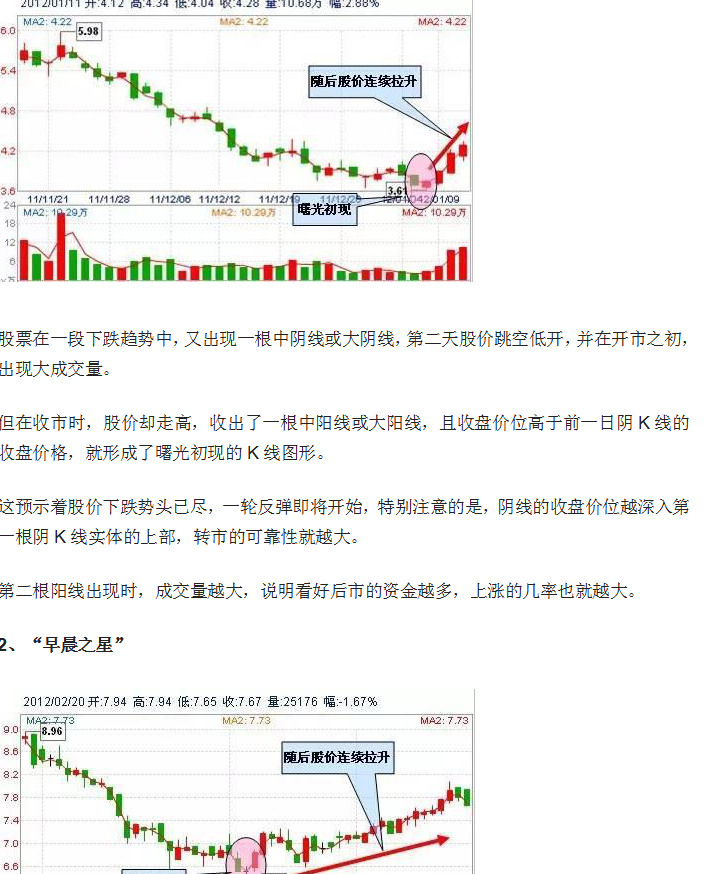 2012/01/11 开:4.12 高:4.34 低:4.04 收:4.28 量:10.68万 幅:2.88%
MA2: 4.22 MA2: 4.22 MA2: 4.22
6.0
5.98
5.4
随后股价连续拉升
4.8
4.2
3.6
3.61
11/11/21 11/11/28 11/12/06 11/12/12 11/12/19 11/12/26 01/09
曙光初现
24
MA2: 10.29万 MA2: 10.29万 MA2: 10.29万
18
12
6
股票在一段下跌趋势中，又出现一根中阴线或大阴线，第二天股价跳空低开，并在开市之初，
出现大成交量。
但在收市时，股价却走高，收出了一根中阳线或大阳线，且收盘价位高于前一日阴 K 线的
收盘价格，就形成了曙光初现的 K 线图形。
这预示着股价下跌势头已尽，一轮反弹即将开始，特别注意的是，阴线的收盘价位越深入第
一根阴 K 线实体的上部，转市的可靠性就越大。
第二根阳线出现时，成交量越大，说明看好后市的资金越多，上涨的几率也就越大。
2、“早晨之星”
2012/02/20 开:7.94 高:7.94 低:7.65 收:7.67 量:25176 幅:-1.67%
MA2: 7.73 MA2: 7.73 MA2: 7.73
9.0
8.96
8.6
随后股价连续拉升
8.2
7.8
7.4
7.0
6.6